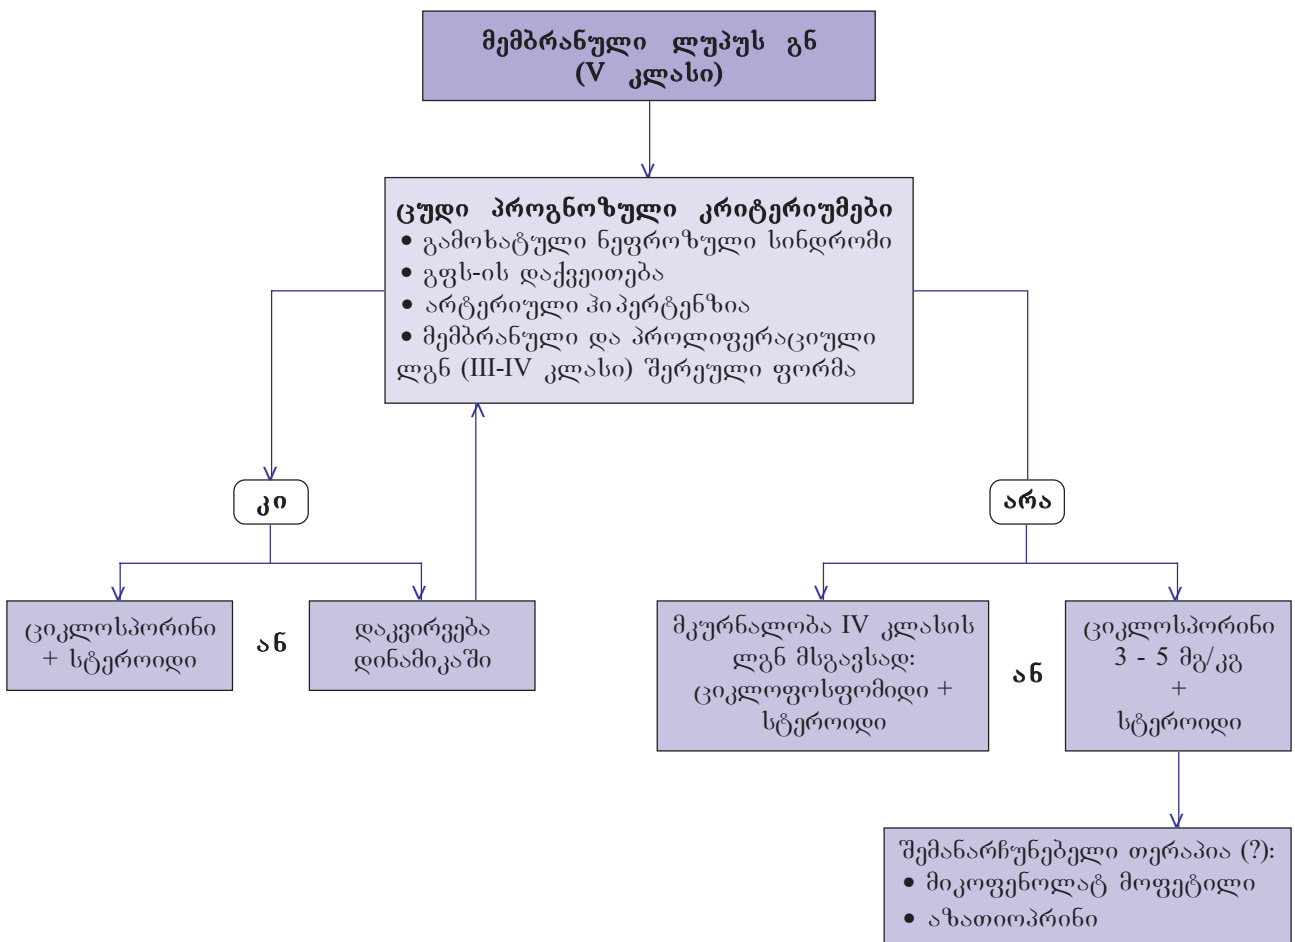 მემბრანული ლუპუს გნ
(V კლასი)
ცუდი პროგნოზული კრიტერიუმები
• გამოხატული ნეფროზული სინდრომი
• გფს-ის დაქვეითება
• არტერიული ჰიპერტენზია
• მემბრანული და პროლიფერაციული
ლგნ (III-IV კლასი) შერეული ფორმა
კი
არა
ციკლოსპორინი
+ სტეროიდი
ან
დაკვირვება
დინამიკაში
მკურნალობა IV კლასის
ლგნ მსგავსად:
ციკლოფოსფომიდი +
სტეროიდი
ან
ციკლოსპორინი
3 - 5 მგ/კგ
+
სტეროიდი
შემანარჩუნებელი თერაპია (?):
• მიკოფენოლატ მოფეტილი
• აზათიოპრინი